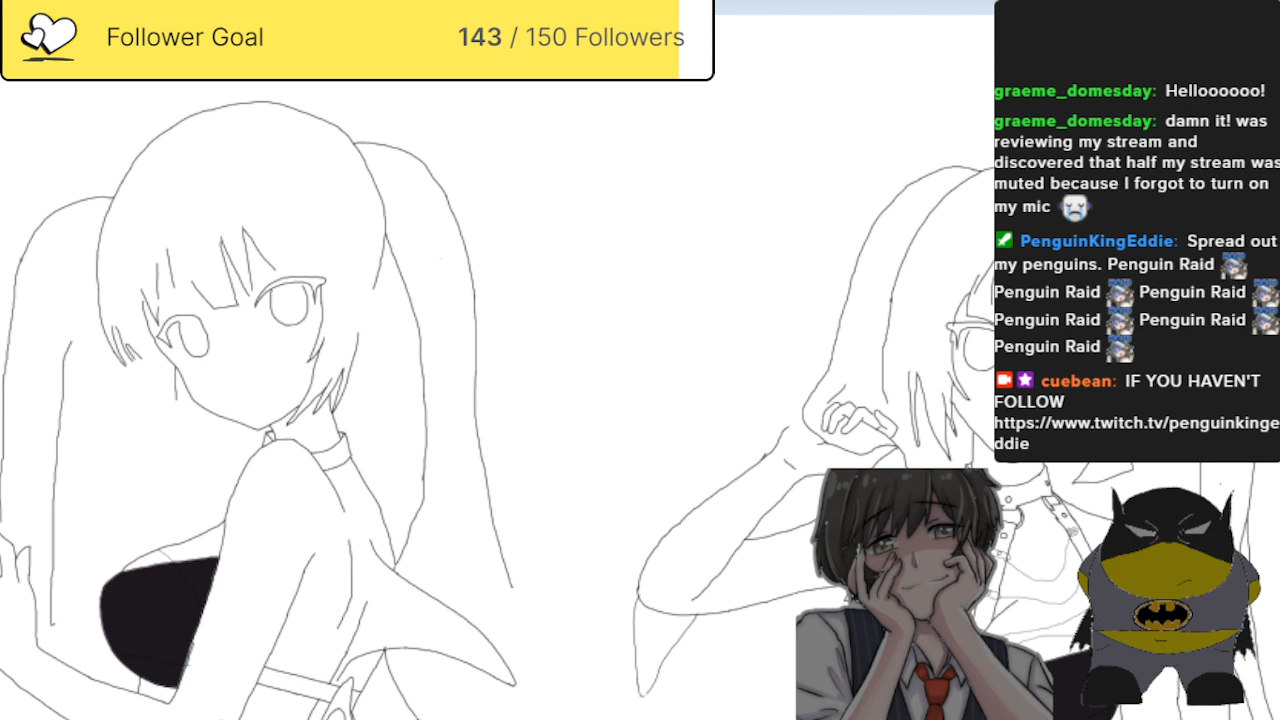 Follower Goal 143 / 150 Followers
graeme_domesday: Helloooooo!
graeme_domesday: damn it! was
reviewing my stream and
discovered that half my stream was
muted because I forgot to turn on
my mic
PenguinKingEddie: Spread out
my penguins. Penguin Raid
Penguin Raid Penguin Raid
Penguin Raid Penguin Raid
Penguin Raid
cuebean: IF YOU HAVEN'T
FOLLOW
https://www.twitch.tv/penguinkinge
ddie